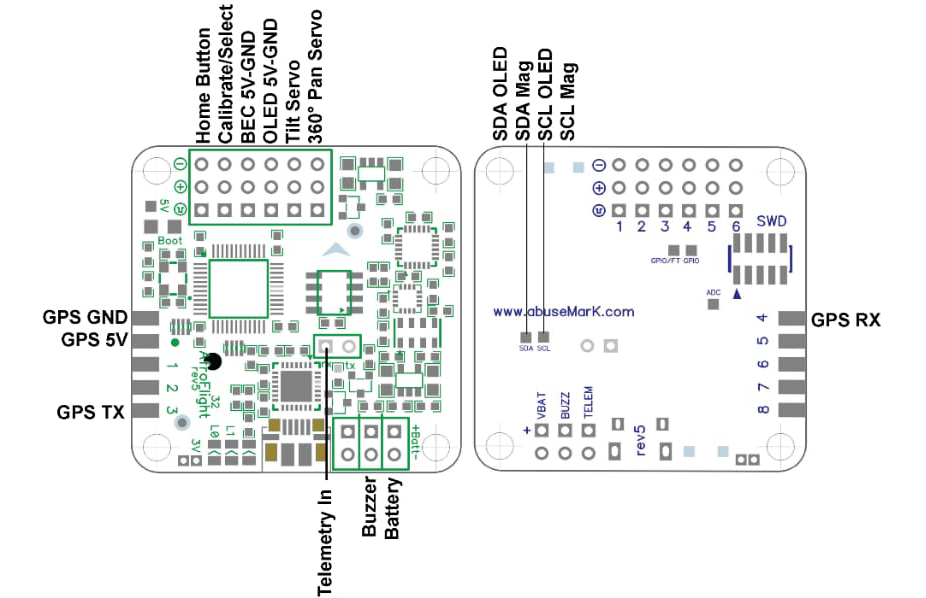 Home Button
Calibrate/Select
BEC 5V-GND
OLED 5V-GND
Tilt Servo
360° Pan Servo
SDA OLED
SDA Mag
SCL OLED
SCL Mag
5V
Boot
GPS GND
GPS 5V
1
2
GPS TX
3
AfroFlight
32
rev5
tx
L0
L1
3V
+Batt-
Telemetry In
Buzzer
Battery
1 2 3 4 5 6
SWD
GPIO/FT GPIO
ADC
www.abuseMarK.com
SDA SCL
4
GPS RX
5
6
7
8
+
VBAT
BUZZ
TELEM
rev5